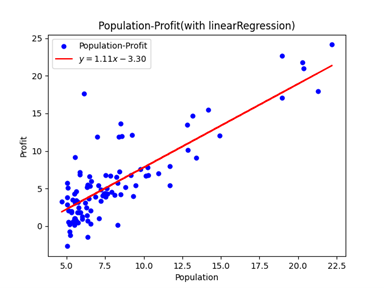 Population-Profit(with linearRegression)
Population-Profit
y = 1.11x − 3.30
Profit
25
20
15
10
5
0
5.0 7.5 10.0 12.5 15.0 17.5 20.0 22.5
Population